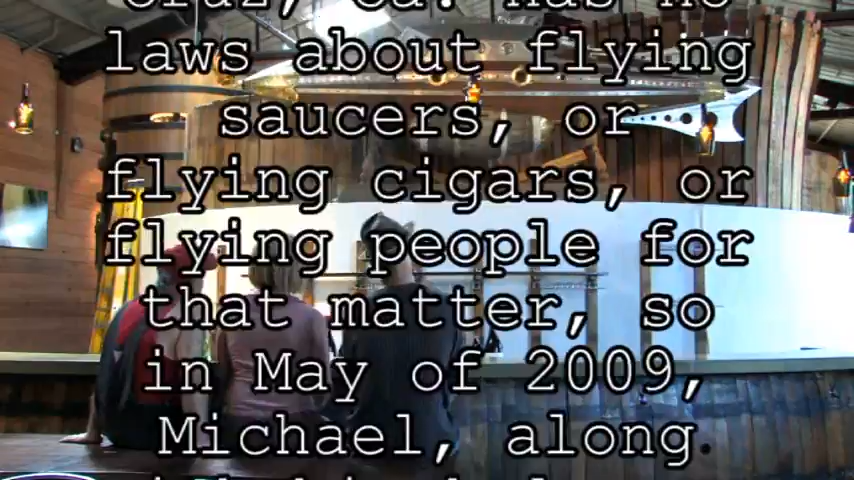 laws about flying
saucers, or
flying cigars, or
flying people for
that matter, so
in May of 2009,
Michael, along